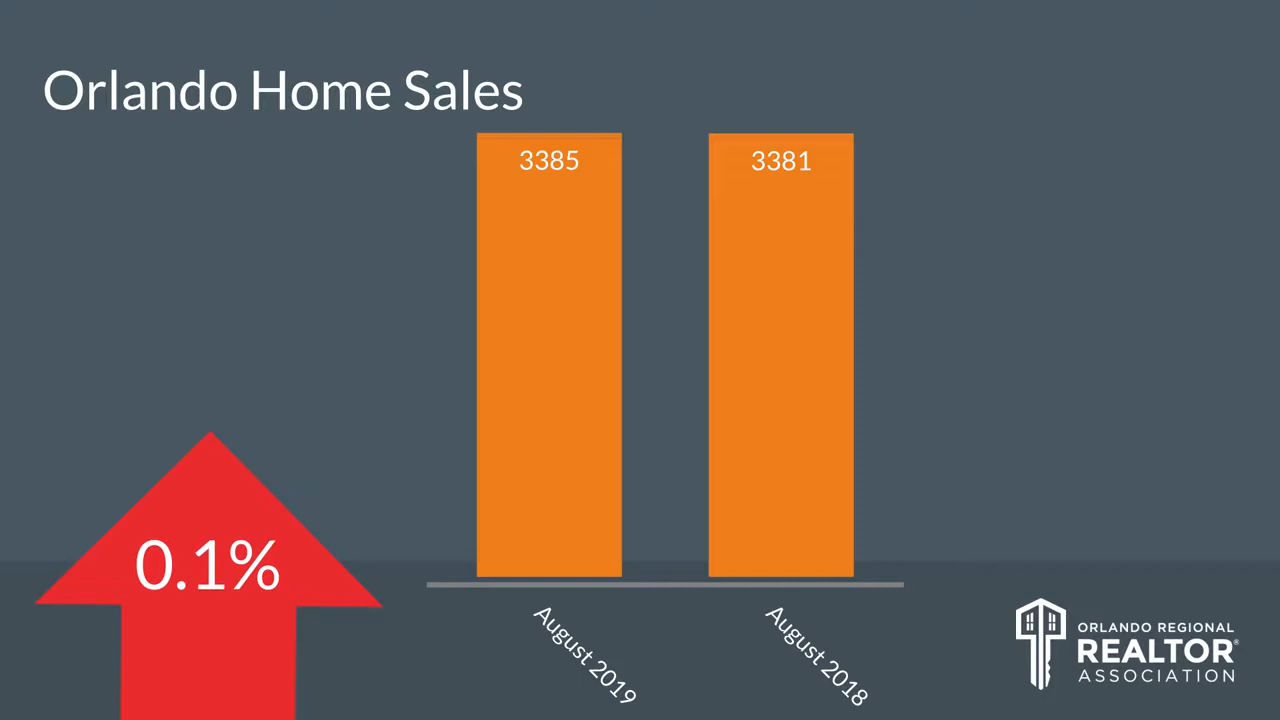 Orlando Home Sales
3385
3381
0.1%
August 2019
August 2018
ORLANDO REGIONAL
REALTOR®
ASSOCIATION